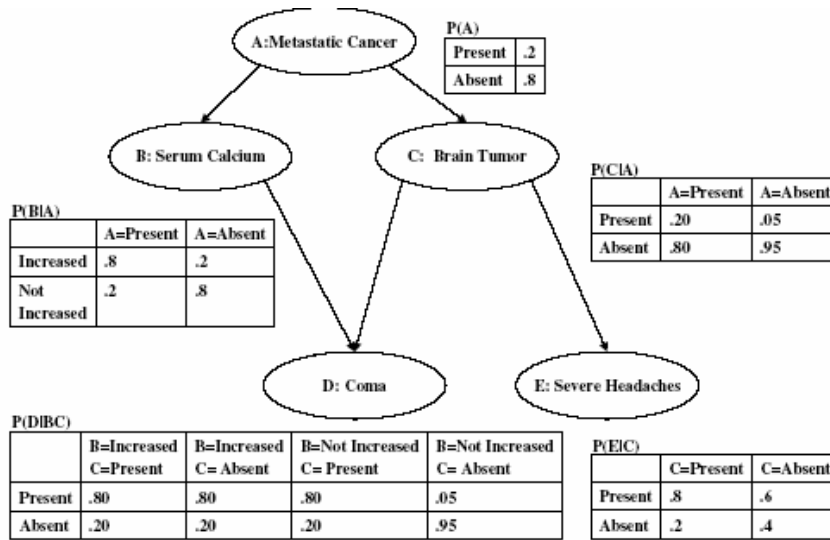 P(A)
A:Metastatic Cancer
Present .2
Absent .8
B: Serum Calcium
C: Brain Tumor
P(C|A)
A=Present A=Absent
Present .20 .05
Absent .80 .95
P(B|A)
A=Present A=Absent
Increased .8 .2
Not .2 .8
Increased
D: Coma
E: Severe Headaches
P(D|BC)
B=Increased B=Increased B=Not Increased B=Not Increased
C=Present C= Absent C= Present C= Absent
Present .80 .80 .80 .05
Absent .20 .20 .20 .95
P(E|C)
C=Present C=Absent
Present .8 .6
Absent .2 .4